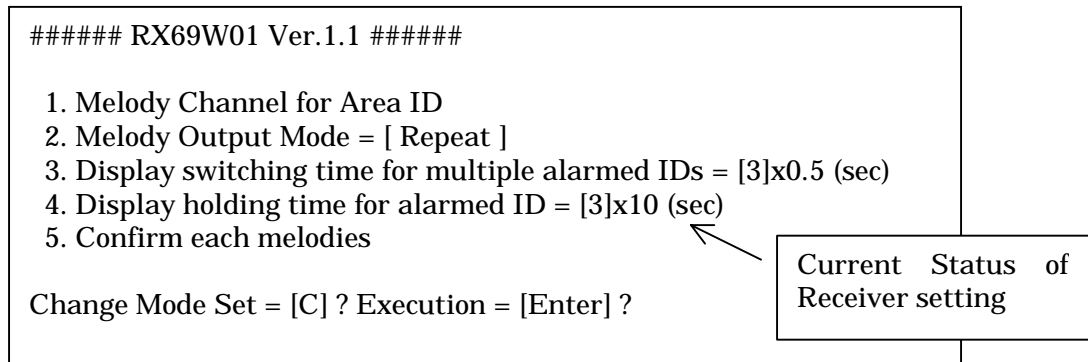 ###### RX69W01 Ver.1.1 ######
1. Melody Channel for Area ID
2. Melody Output Mode = [ Repeat ]
3. Display switching time for multiple alarmed IDs = [3]x0.5 (sec)
4. Display holding time for alarmed ID = [3]x10 (sec)
5. Confirm each melodies
Change Mode Set = [C] ? Execution = [Enter] ?
Current Status of
Receiver setting